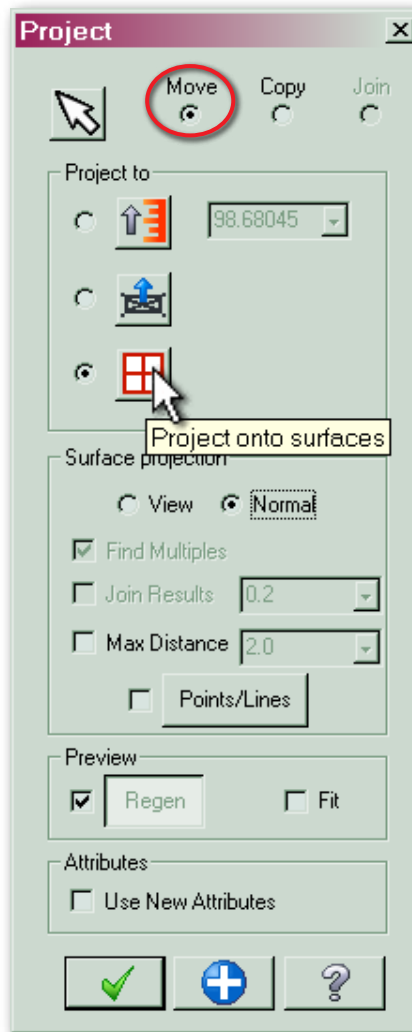 Project
Move Copy Join
Project to
98.68045
Project onto surfaces
Surface projection
View Normal
Find Multiples
Join Results 0.2
Max Distance 2.0
Points/Lines
Preview
Regen Fit
Attributes
Use New Attributes